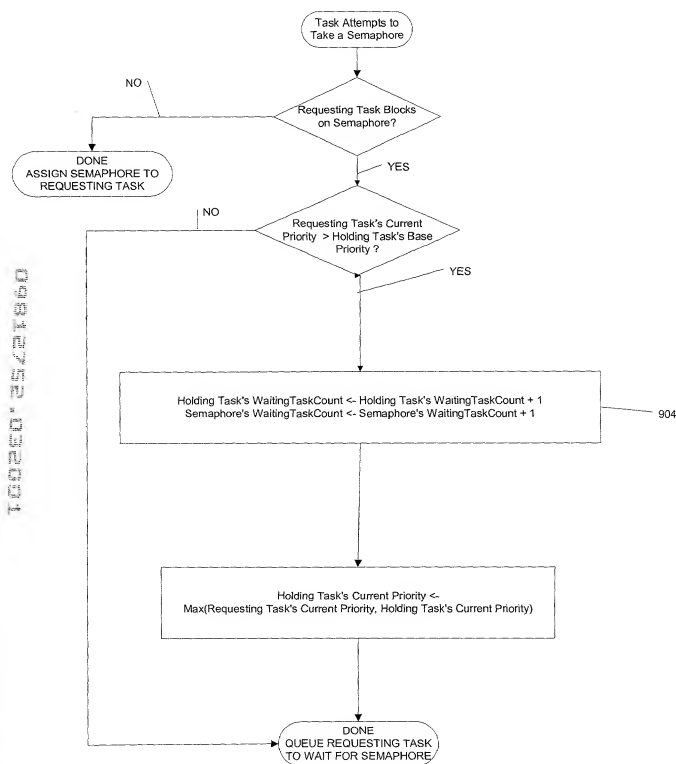 Task Attempts to
Take a Semaphore
NO
Requesting Task Blocks
on Semaphore?
DONE
ASSIGN SEMAPHORE TO
REQUESTING TASK
YES
NO
Requesting Task's Current
Priority > Holding Task's Base
Priority ?
YES
Holding Task's WaitingTaskCount <- Holding Task's WaitingTaskCount + 1
Semaphore's WaitingTaskCount <- Semaphore's WaitingTaskCount + 1
904
Holding Task's Current Priority <-
Max(Requesting Task's Current Priority, Holding Task's Current Priority)
DONE
QUEUE REQUESTING TASK
TO WAIT FOR SEMAPHORE